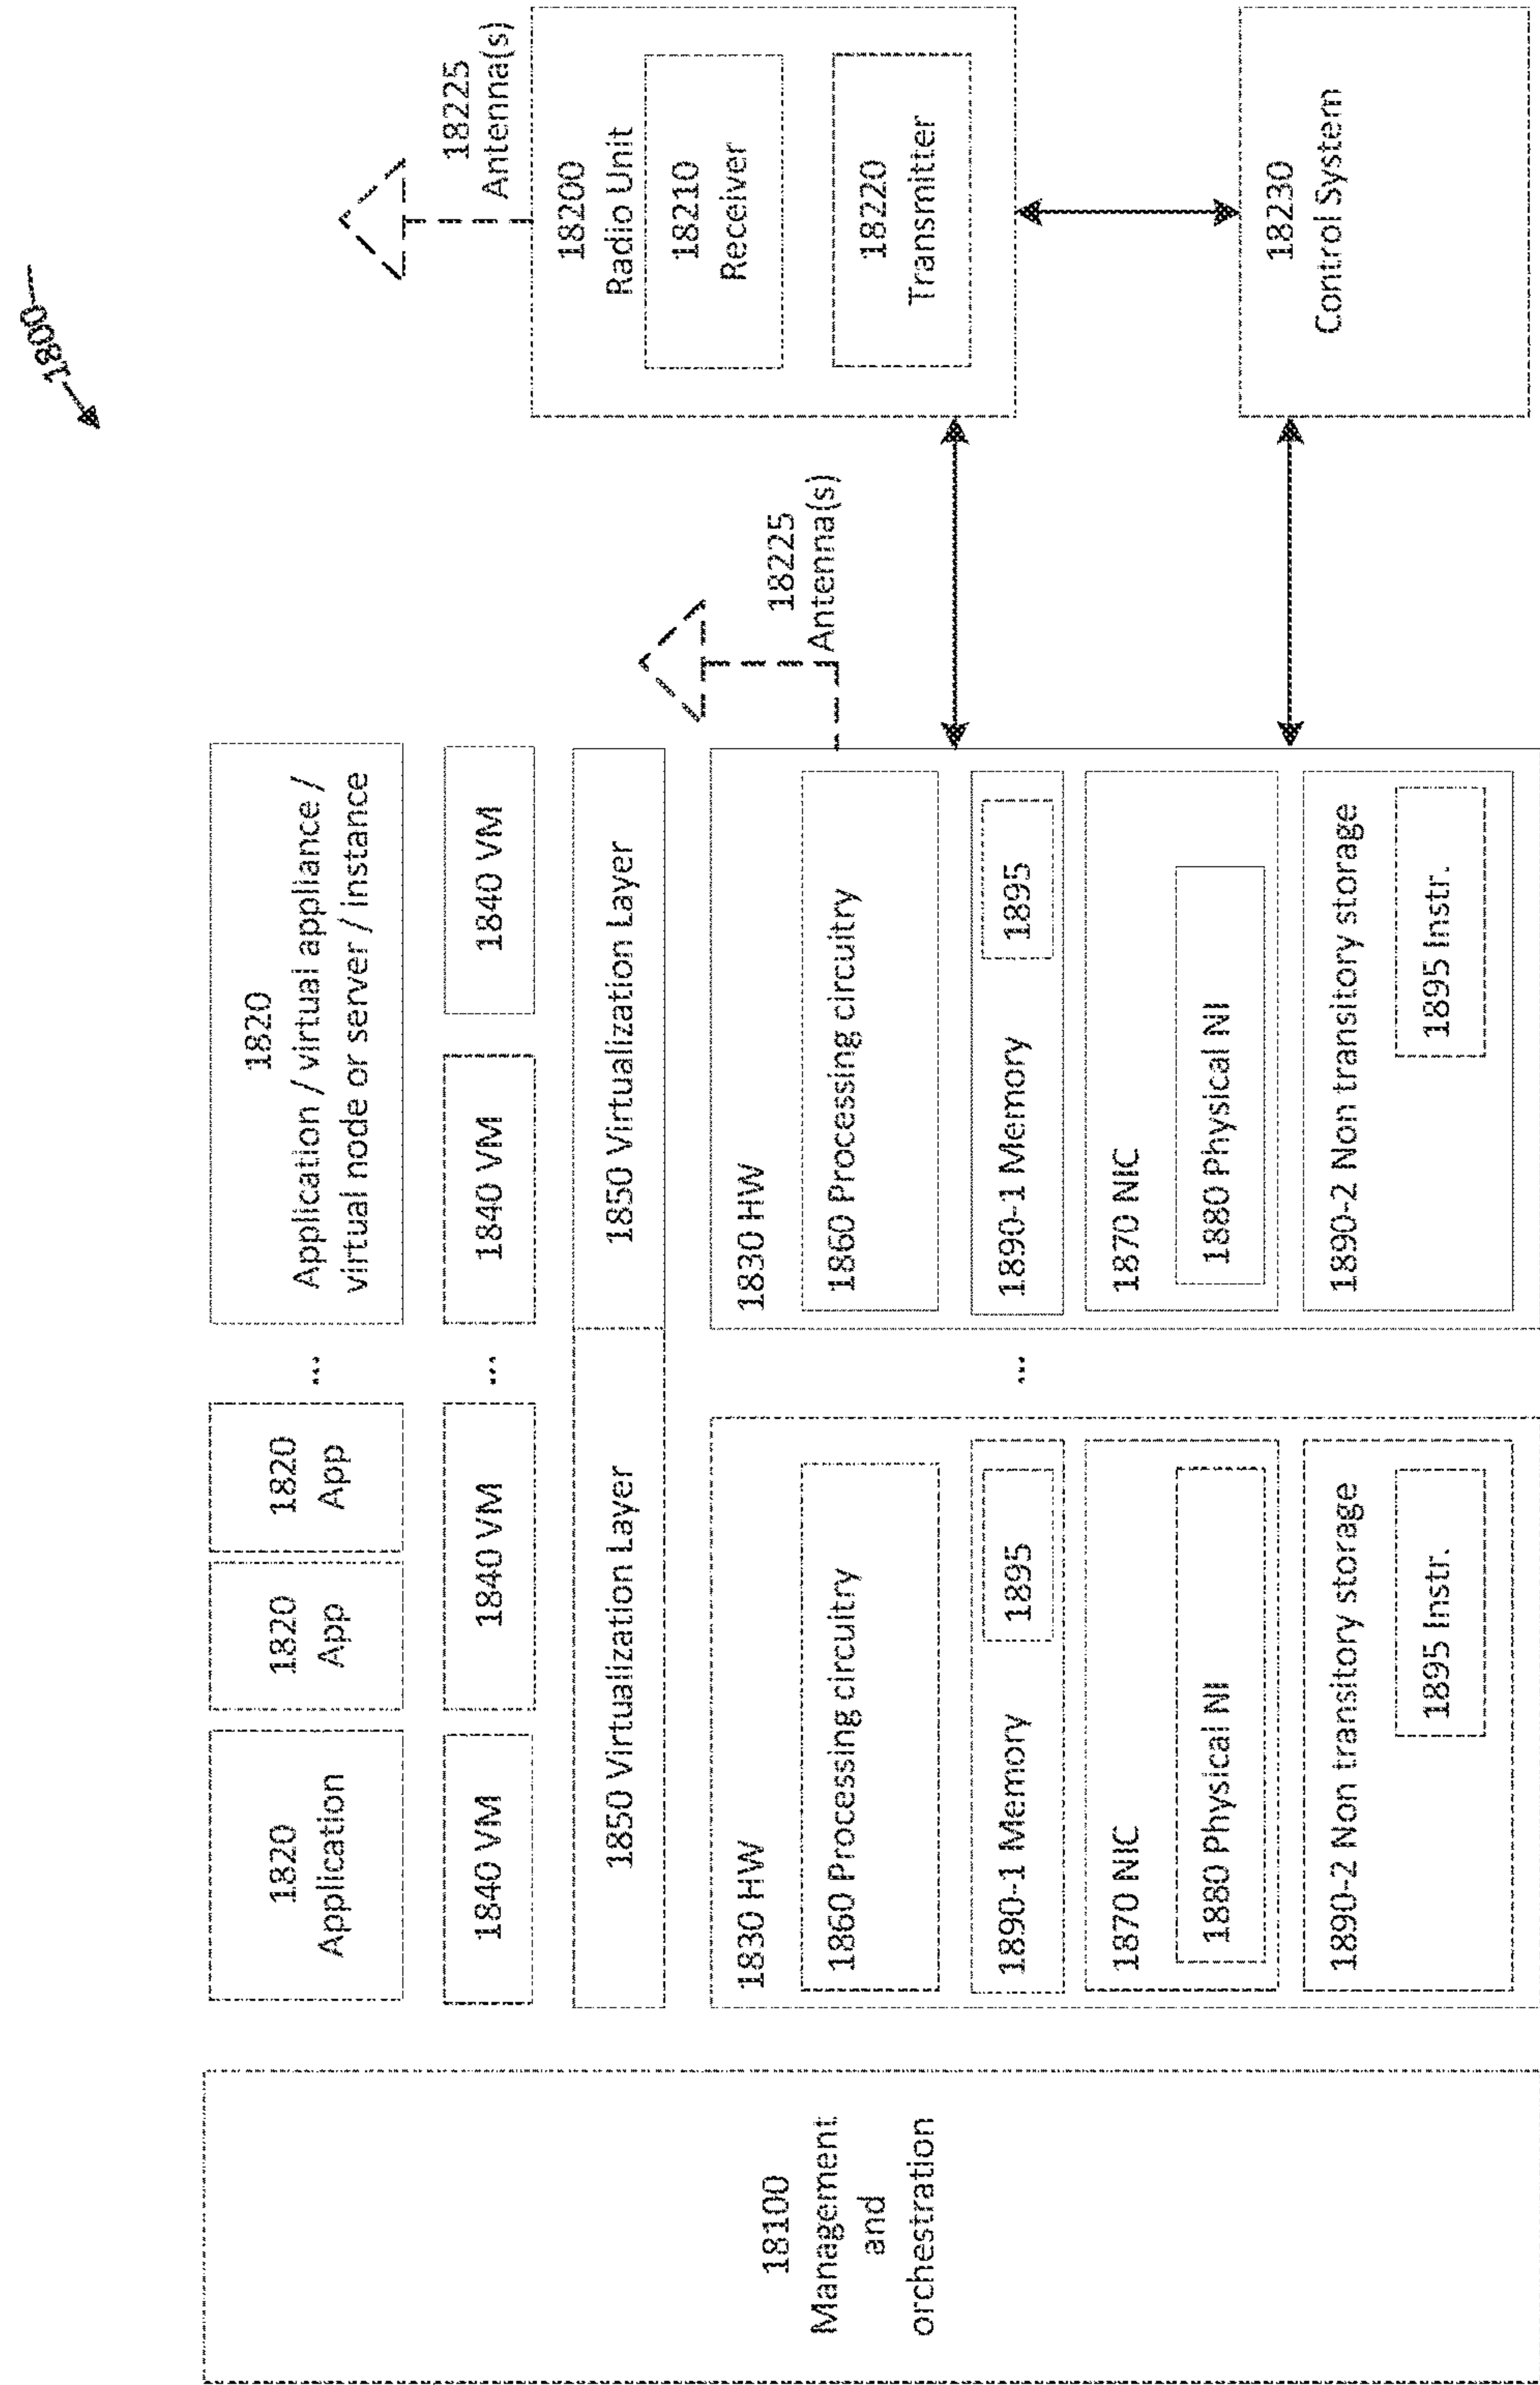 1800
18100
Management
and
orchestration
1820
Application
1820
App
1820
App
...
1820
Application / virtual appliance /
virtual node or server / instance
1840 VM
1840 VM
...
1840 VM
1840 VM
1850 Virtualization Layer
1850 Virtualization Layer
1830 HW
1860 Processing circuitry
1890-1 Memory
1895
1870 NIC
1880 Physical NI
1890-2 Non transitory storage
1895 Instr.
...
1830 HW
1860 Processing circuitry
1890-1 Memory
1895
1870 NIC
1880 Physical NI
1890-2 Non transitory storage
1895 Instr.
18225
Antenna(s)
18225
Antenna(s)
18200
Radio Unit
18210
Receiver
18220
Transmitter
18230
Control System